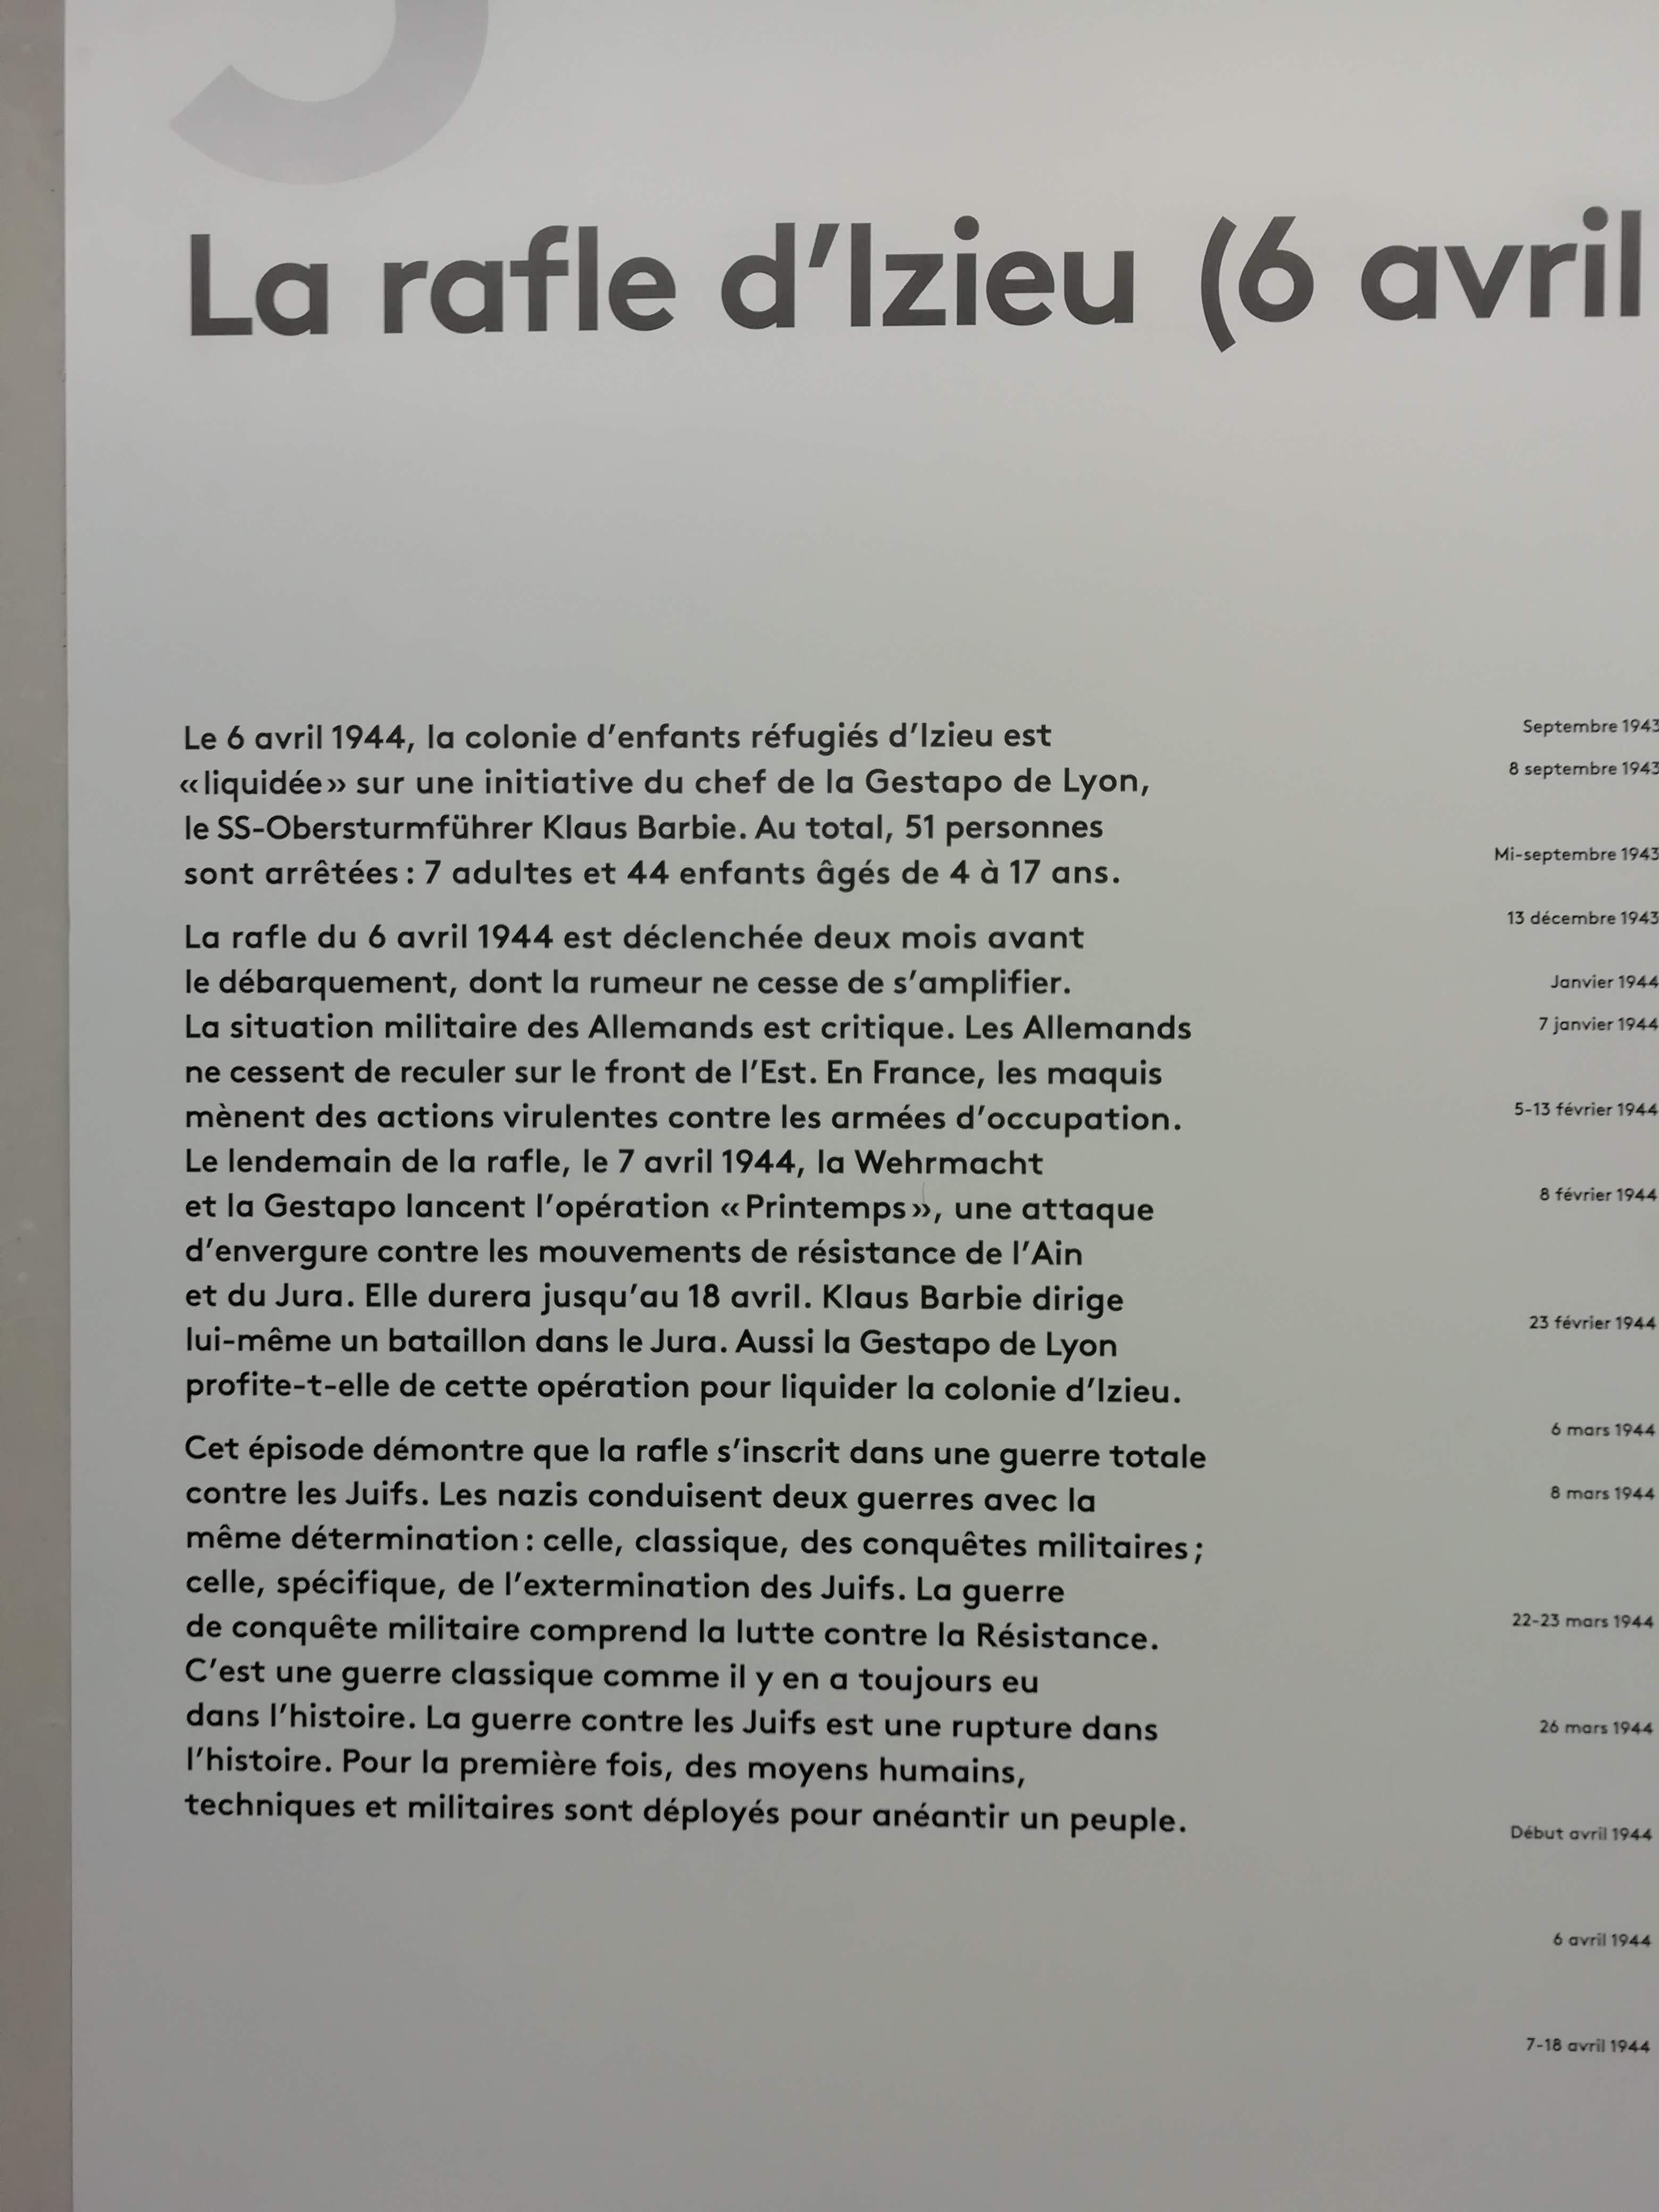 La rafle d'Izieu (6 avril
Le 6 avril 1944, la colonie d'enfants réfugiés d'Izieu est
«liquidée» sur une initiative du chef de la Gestapo de Lyon,
le SS-Obersturmführer Klaus Barbie. Au total, 51 personnes
sont arrêtées : 7 adultes et 44 enfants âgés de 4 à 17 ans.
La rafle du 6 avril 1944 est déclenchée deux mois avant
le débarquement, dont la rumeur ne cesse de s'amplifier.
La situation militaire des Allemands est critique. Les Allemands
ne cessent de reculer sur le front de l'Est. En France, les maquis
mènent des actions virulentes contre les armées d'occupation.
Le lendemain de la rafle, le 7 avril 1944, la Wehrmacht
et la Gestapo lancent l'opération «Printemps», une attaque
d'envergure contre les mouvements de résistance de l'Ain
et du Jura. Elle durera jusqu'au 18 avril. Klaus Barbie dirige
lui-même un bataillon dans le Jura. Aussi la Gestapo de Lyon
profite-t-elle de cette opération pour liquider la colonie d'Izieu.
Cet épisode démontre que la rafle s'inscrit dans une guerre totale
contre les Juifs. Les nazis conduisent deux guerres avec la
même détermination : celle, classique, des conquêtes militaires ;
celle, spécifique, de l'extermination des Juifs. La guerre
de conquête militaire comprend la lutte contre la Résistance.
C'est une guerre classique comme il y en a toujours eu
dans l'histoire. La guerre contre les Juifs est une rupture dans
l'histoire. Pour la première fois, des moyens humains,
techniques et militaires sont déployés pour anéantir un peuple.
Septembre 1943
8 septembre 1943
Mi-septembre 1943
13 décembre 1943
Janvier 1944
7 janvier 1944
5-13 février 1944
8 février 1944
23 février 1944
6 mars 1944
8 mars 1944
22-23 mars 1944
26 mars 1944
Début avril 1944
6 avril 1944
7-18 avril 1944